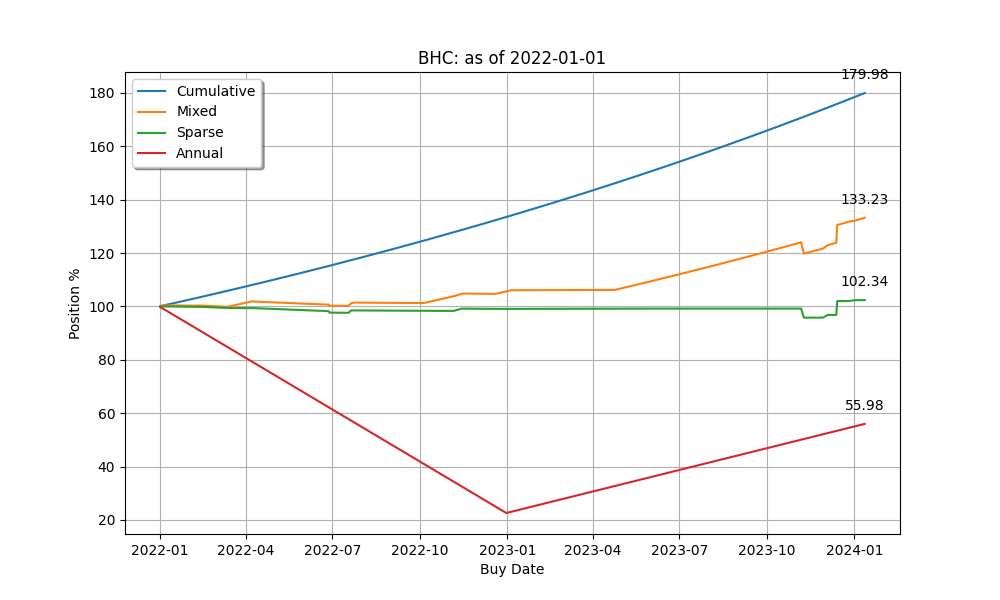 BHC: as of 2022-01-01
179.98
180
Cumulative
Mixed
Sparse
Annual
160
140
133.23
120
102.34
100
80
60
55.98
40
20
Position %
2022-01 2022-04 2022-07 2022-10 2023-01 2023-04 2023-07 2023-10 2024-01
Buy Date